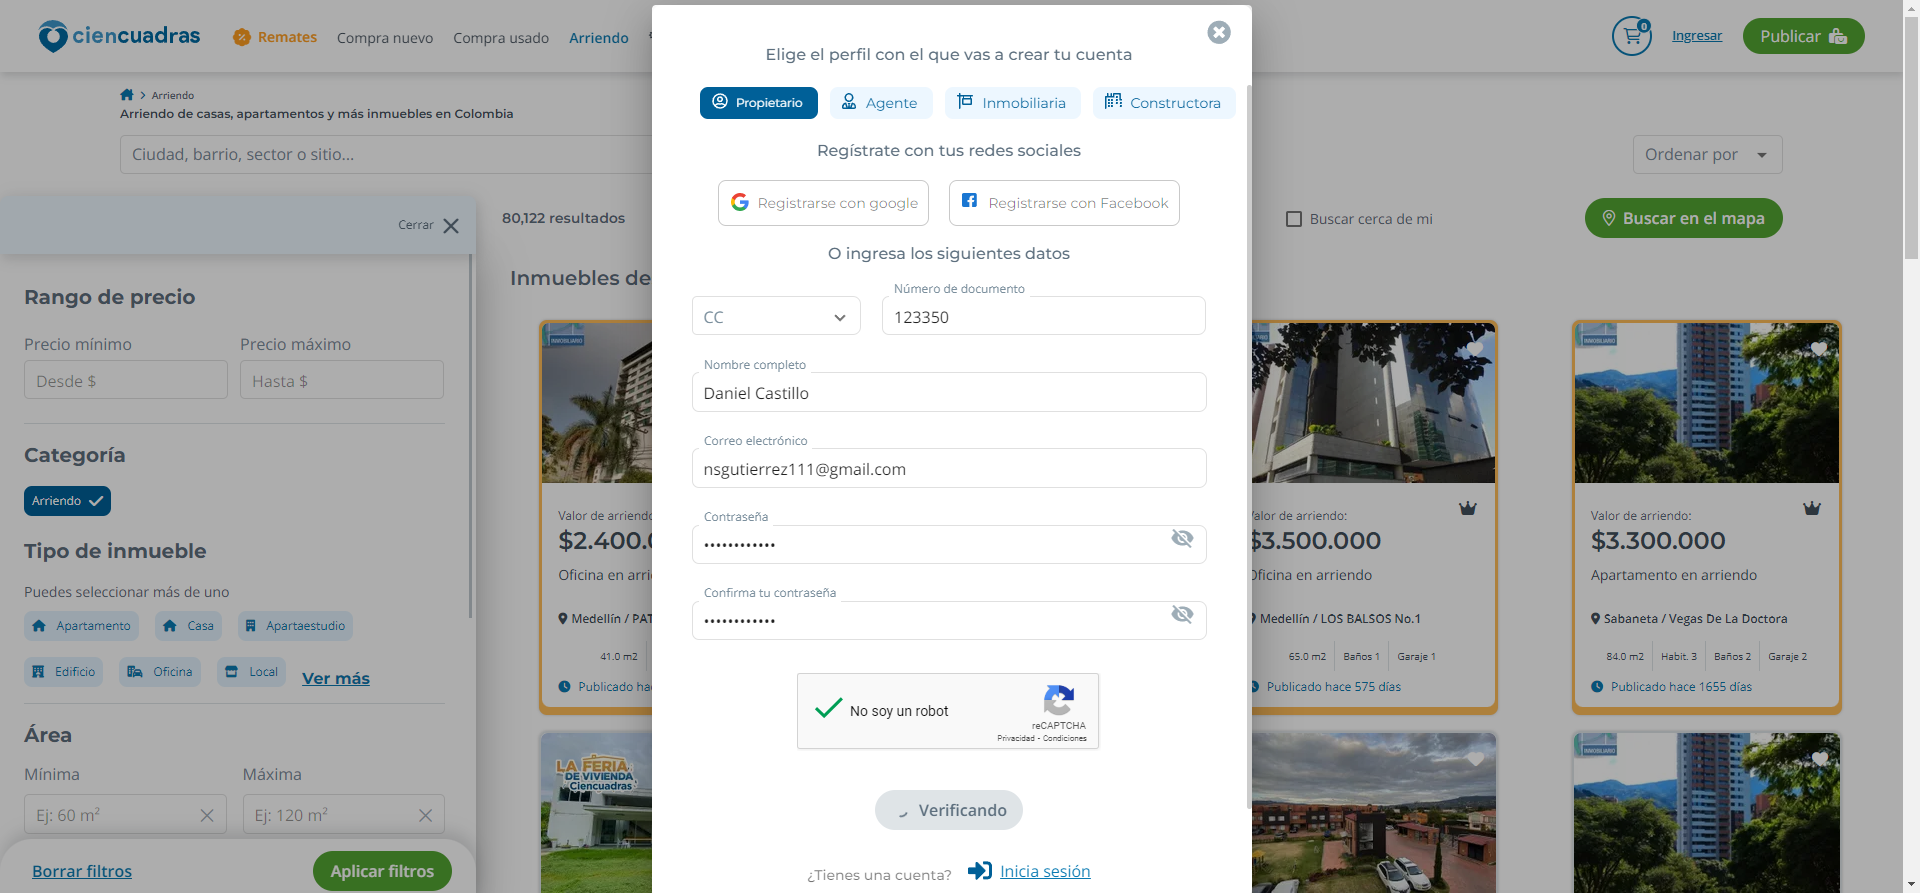 ciencuadras
Remates
Compra nuevo
Compra usado
Arriendo
0
Ingresar
Publicar
Arriendo
Arriendo de casas, apartamentos y más inmuebles en Colombia
Ciudad, barrio, sector o sitio...
Ordenar por
Cerrar
80,122 resultados
Buscar cerca de mi
Buscar en el mapa
Inmuebles de
Rango de precio
Precio mínimo
Precio máximo
Desde $
Hasta $
Categoría
Arriendo
Tipo de inmueble
Puedes seleccionar más de uno
Apartamento
Casa
Apartaestudio
Edificio
Oficina
Local
Ver más
Área
Mínima
Máxima
Ej: 60 m²
Ej: 120 m²
Borrar filtros
Aplicar filtros
Elige el perfil con el que vas a crear tu cuenta
Propietario
Agente
Inmobiliaria
Constructora
Regístrate con tus redes sociales
Registrarse con google
Registrarse con Facebook
O ingresa los siguientes datos
CC
Número de documento
123350
Nombre completo
Daniel Castillo
Correo electrónico
nsgutierrez111@gmail.com
Contraseña
••••••••••••
Confirma tu contraseña
••••••••••••
No soy un robot
reCAPTCHA
Privacidad - Condiciones
Verificando
¿Tienes una cuenta?
Inicia sesión
INMOBILIARIO
Valor de arriendo:
$2.400.0
Oficina en arrie
Medellín / PAT
41.0 m2
Publicado hac
LA FERIA
DE VIVIENDA
Ciencuadras
Valor de arriendo:
$3.500.000
Oficina en arriendo
Medellín / LOS BALSOS No.1
65.0 m2
Baños 1
Garaje 1
Publicado hace 575 días
INMOBILIARIO
Valor de arriendo:
$3.300.000
Apartamento en arriendo
Sabaneta / Vegas De La Doctora
84.0 m2
Habit. 3
Baños 2
Garaje 2
Publicado hace 1655 días
INMOBILIARIO